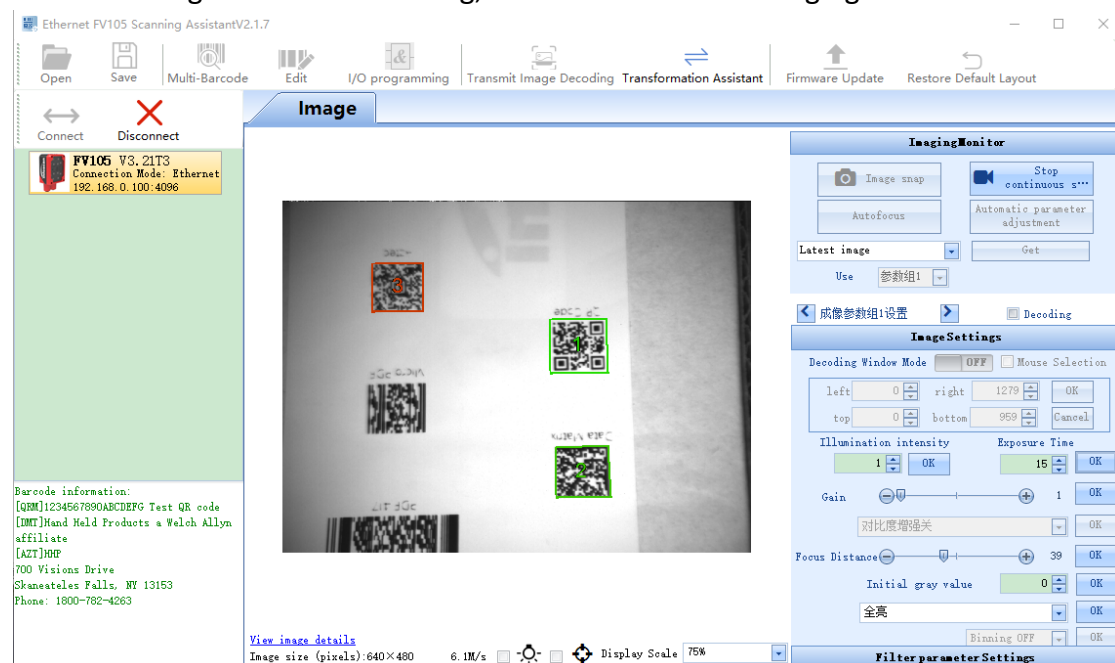 Ethernet FV105 Scanning AssistantV2.1.7
Open
Save
Multi-Barcode
Edit
I/O programming
Transmit Image Decoding
Transformation Assistant
Firmware Update
Restore Default Layout
Connect
Disconnect
Image
FV105 V3.21T3
Connection Mode: Ethernet
192.168.0.100:4096
ImagingMonitor
Image snap
Stop
continuous s···
Autofocus
Automatic parameter
adjustment
Latest image
Get
Use
参数组1
成像参数组1设置
Decoding
ImageSettings
Decoding Window Mode
OFF
Mouse Selection
left 0 right 1279 OK
top 0 bottom 959 Cancel
Illumination intensity
Exposure Time
1 OK
15 OK
Gain 1 OK
对比度增强关 OK
Focus Distance 39 OK
Initial gray value 0 OK
全亮 OK
Binning OFF OK
Filter parameter Settings
3
QR Code
1
Data Matrix
2
Barcode information:
[QRM]1234567890ABCDEFG Test QR code
[DMT]Hand Held Products a Welch Allyn
affiliate
[AZT]HHP
700 Visions Drive
Skaneateles Falls, NY 13153
Phone: 1800-782-4263
View image details
Image size (pixels):640×480
6.1M/s
Display Scale
75%